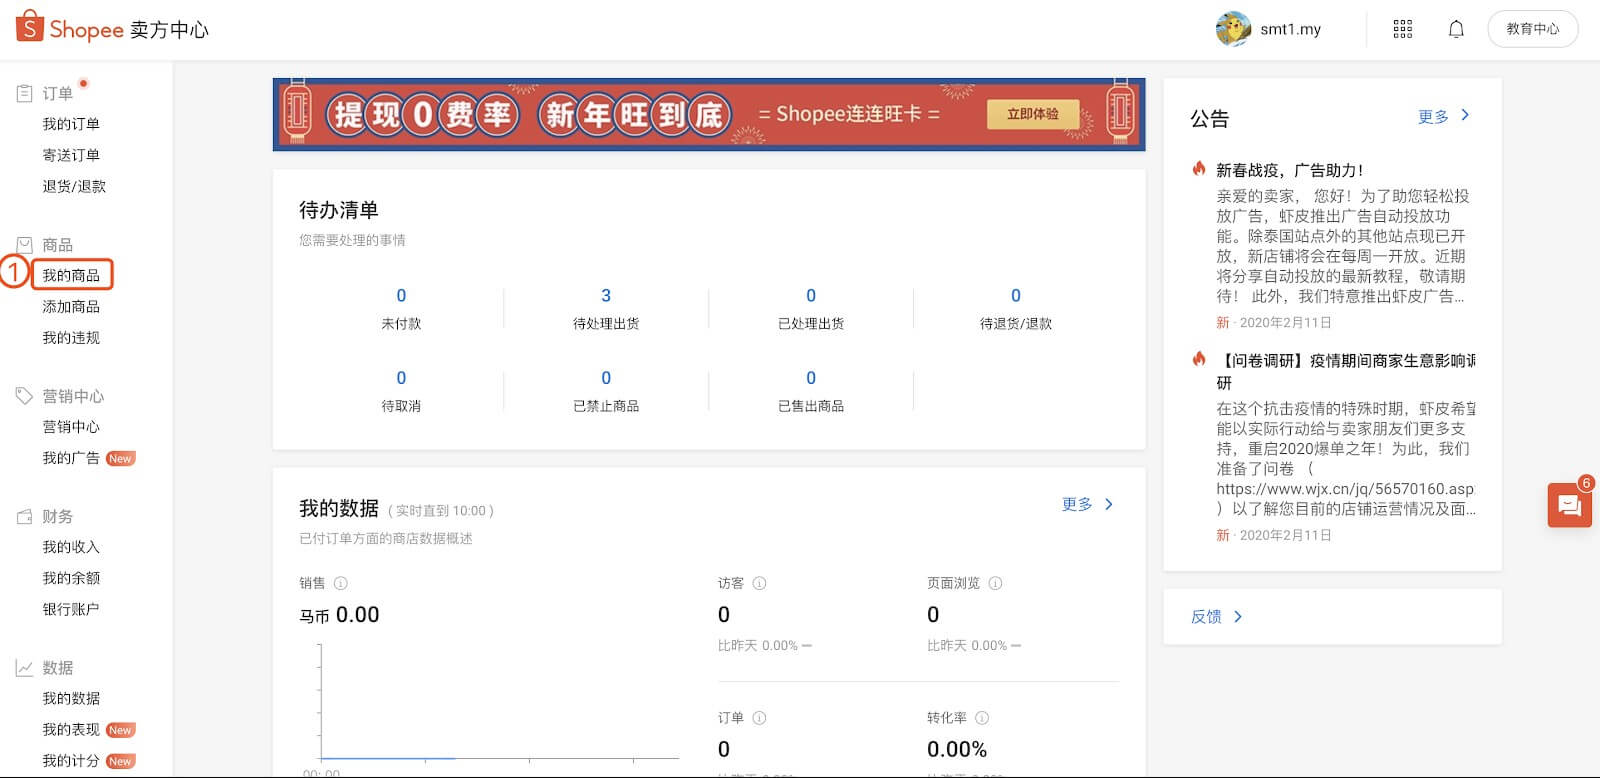 Shopee 卖方中心
smt1.my
教育中心
订单
我的订单
寄送订单
退货/退款
商品
1
我的商品
添加商品
我的违规
营销中心
营销中心
我的广告 New
财务
我的收入
我的余额
银行账户
数据
我的数据
我的表现 New
我的计分 New
提现0费率 新年旺到底 = Shopee连连旺卡 = 立即体验
待办清单
您需要处理的事情
0 3 0 0
未付款 待处理出货 已处理出货 待退货/退款
0 0 0
待取消 已禁止商品 已售出商品
我的数据 ( 实时直到 10:00 ) 更多
已付订单方面的商店数据概述
销售 访客 页面浏览
马币 0.00 0 0
比昨天 0.00% – 比昨天 0.00% –
订单 转化率
0 0.00%
00: 00 比昨天 0.00% 比昨天 0.00%
公告 更多
新春战疫，广告助力！
亲爱的卖家， 您好！为了助您轻松投
放广告，虾皮推出广告自动投放功
能。除泰国站点外的其他站点现已开
放，新店铺将会在每周一开放。近期
将分享自动投放的最新教程，敬请期
待！ 此外，我们特意推出虾皮广告...
新 · 2020年2月11日
【问卷调研】疫情期间商家生意影响调
研
在这个抗击疫情的特殊时期，虾皮希望
能以实际行动给与卖家朋友们更多支
持，重启2020爆单之年！为此，我们
准备了问卷 （
https://www.wjx.cn/jq/56570160.asp
）以了解您目前的店铺运营情况及面...
新 · 2020年2月11日
反馈
6